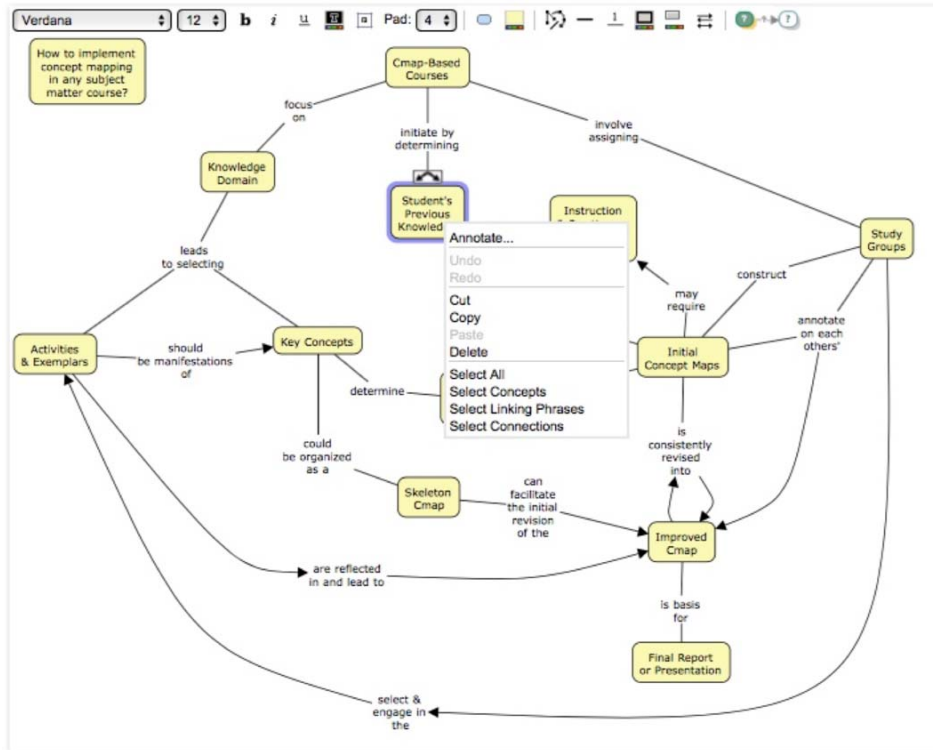 Verdana
12
b i u
Pad: 4
How to implement
concept mapping
in any subject
matter course?
Cmap-Based
Courses
focus
on
initiate by
determining
involve
assigning
Knowledge
Domain
Student's
Previous
Instruction
Study
Groups
leads
to selecting
construct
may
require
annotate
on each
others'
Activities
& Exemplars
should
be manifestations
of
Key Concepts
determine
Initial
Concept Maps
Annotate...
Undo
Redo
Cut
Copy
Paste
Delete
Select All
Select Concepts
Select Linking Phrases
Select Connections
could
be organized
as a
is
consistently
revised
into
Skeleton
Cmap
can
facilitate
the initial
revision
of the
Improved
Cmap
are reflected
in and lead to
is basis
for
Final Report
or Presentation
select &
engage in
the